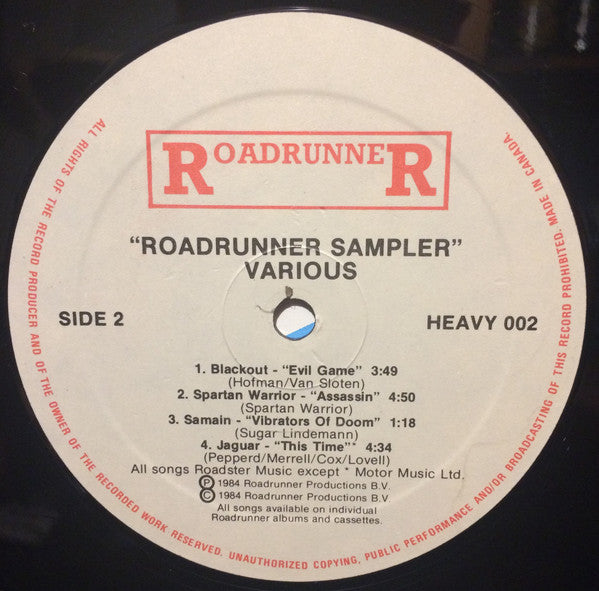 ROADRUNNER
"ROADRUNNER SAMPLER"
VARIOUS
SIDE 2
HEAVY 002
1. Blackout - "Evil Game" 3:49
(Hofman/Van Sloten)
2. Spartan Warrior - "Assassin" 4:50
(Spartan Warrior)
3. Samain - "Vibrators Of Doom" 1:18
(Sugar Lindemann)
4. Jaguar - "This Time"* 4:34
(Pepperd/Merrell/Cox/Lovell)
All songs Roadster Music except * Motor Music Ltd.
Ⓟ 1984 Roadrunner Productions B.V.
Ⓒ 1984 Roadrunner Productions B.V.
All songs available on individual
Roadrunner albums and cassettes.
ALL RIGHTS OF THE RECORD PRODUCER AND OF THE OWNER OF THE RECORDED WORK RESERVED. UNAUTHORIZED COPYING, PUBLIC PERFORMANCE AND/OR BROADCASTING OF THIS RECORD PROHIBITED. MADE IN CANADA.